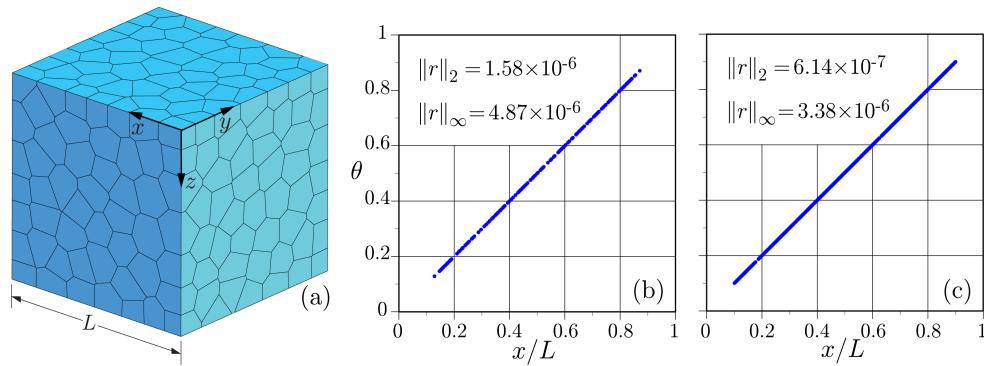 x
y
z
L
(a)
1
0.8
0.6
θ
0.4
0.2
0
‖r‖₂ = 1.58×10⁻⁶
‖r‖∞ = 4.87×10⁻⁶
(b)
0 0.2 0.4 0.6 0.8 1
x/L
‖r‖₂ = 6.14×10⁻⁷
‖r‖∞ = 3.38×10⁻⁶
(c)
0 0.2 0.4 0.6 0.8 1
x/L